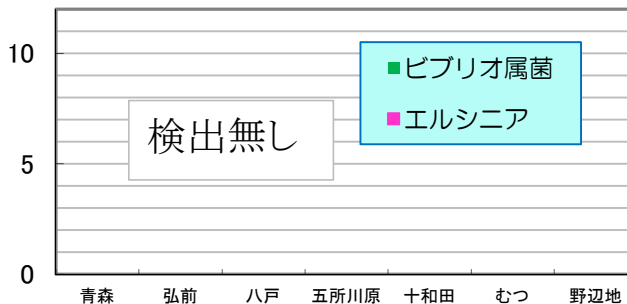 10
ビブリオ属菌
エルシニア
検出無し
5
0
青森 弘前 八戸 五所川原 十和田 むつ 野辺地